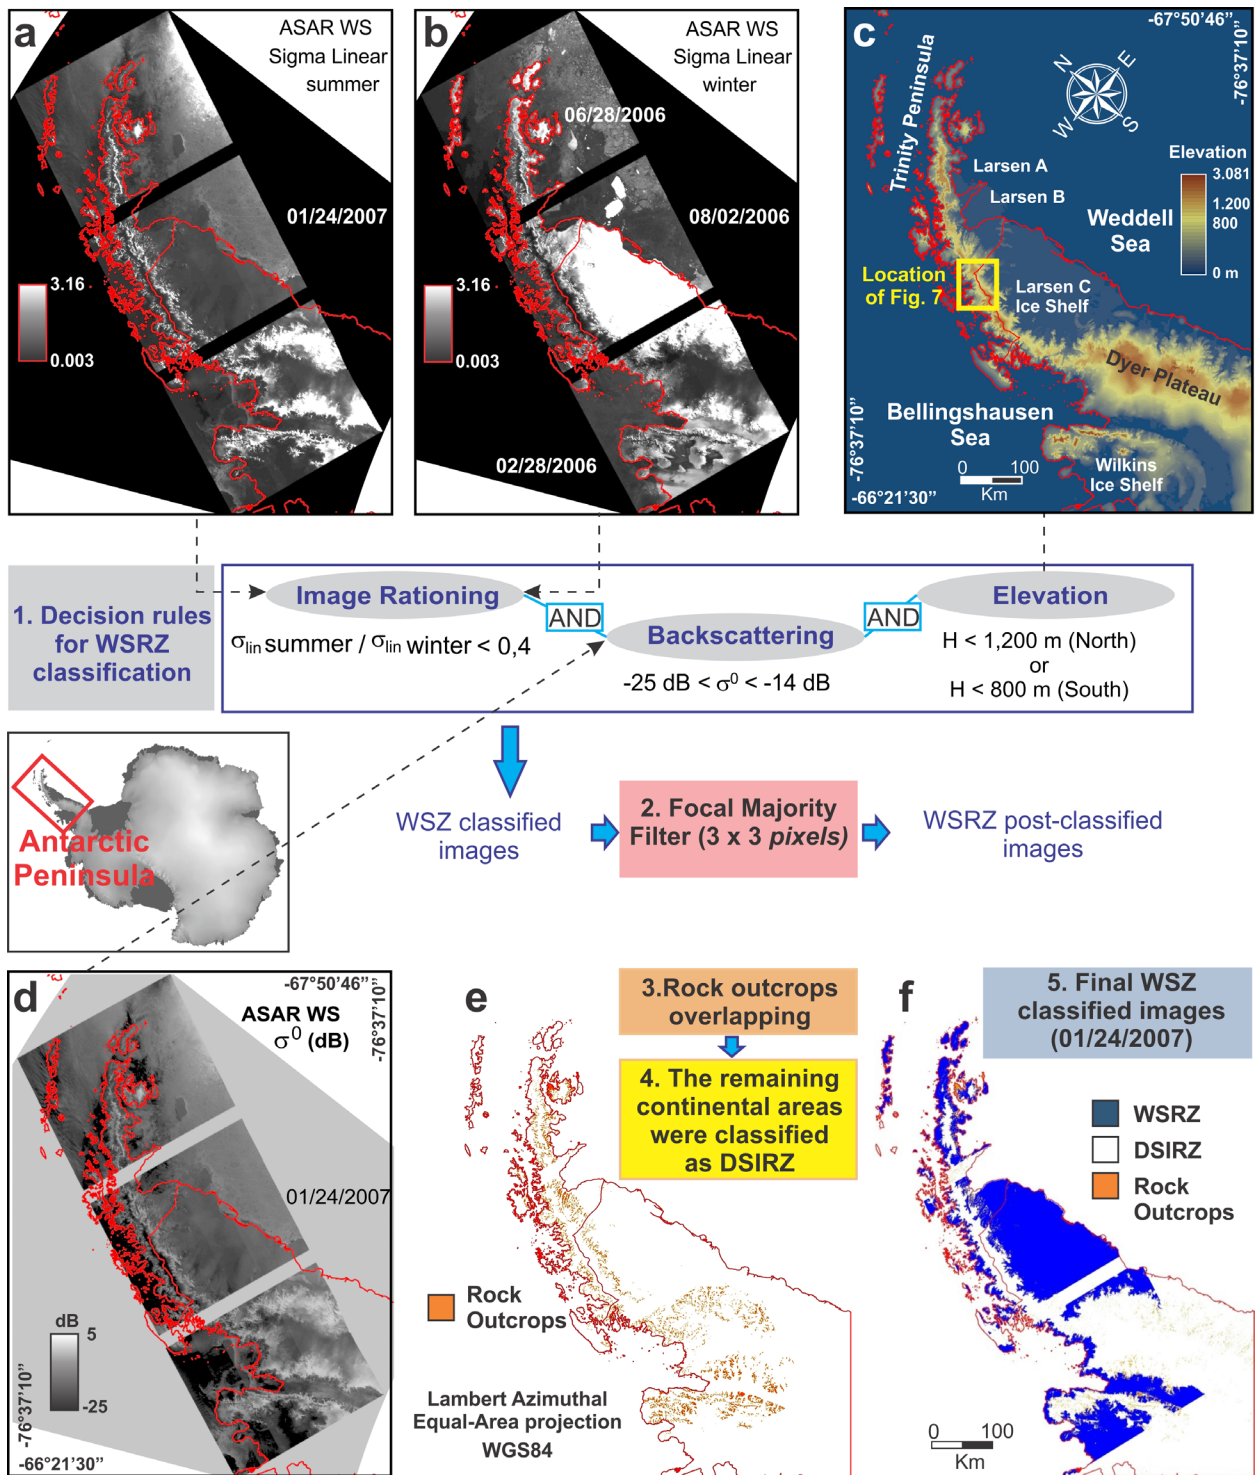 a
ASAR WS
Sigma Linear
summer
01/24/2007
3.16
0.003
b
ASAR WS
Sigma Linear
winter
06/28/2006
08/02/2006
3.16
0.003
02/28/2006
c
-67°50'46"
-76°37'10"
Trinity Peninsula
N
E
W
S
Larsen A
Larsen B
Elevation
3.081
1.200
800
0 m
Weddell
Sea
Location
of Fig. 7
Larsen C
Ice Shelf
Dyer Plateau
Bellingshausen
Sea
Wilkins
Ice Shelf
0 100
Km
-76°37'10"
-66°21'30"
1. Decision rules
for WSRZ
classification
Image Rationing
σlin summer / σlin winter < 0,4
AND
Backscattering
-25 dB < σ⁰ < -14 dB
AND
Elevation
H < 1,200 m (North)
or
H < 800 m (South)
Antarctic
Peninsula
WSZ classified
images
2. Focal Majority
Filter (3 x 3 pixels)
WSRZ post-classified
images
d
-67°50'46"
-76°37'10"
ASAR WS
σ⁰ (dB)
01/24/2007
dB
5
-25
-76°37'10"
-66°21'30"
e
3.Rock outcrops
overlapping
4. The remaining
continental areas
were classified
as DSIRZ
Rock
Outcrops
Lambert Azimuthal
Equal-Area projection
WGS84
f
5. Final WSZ
classified images
(01/24/2007)
WSRZ
DSIRZ
Rock
Outcrops
0 100
Km